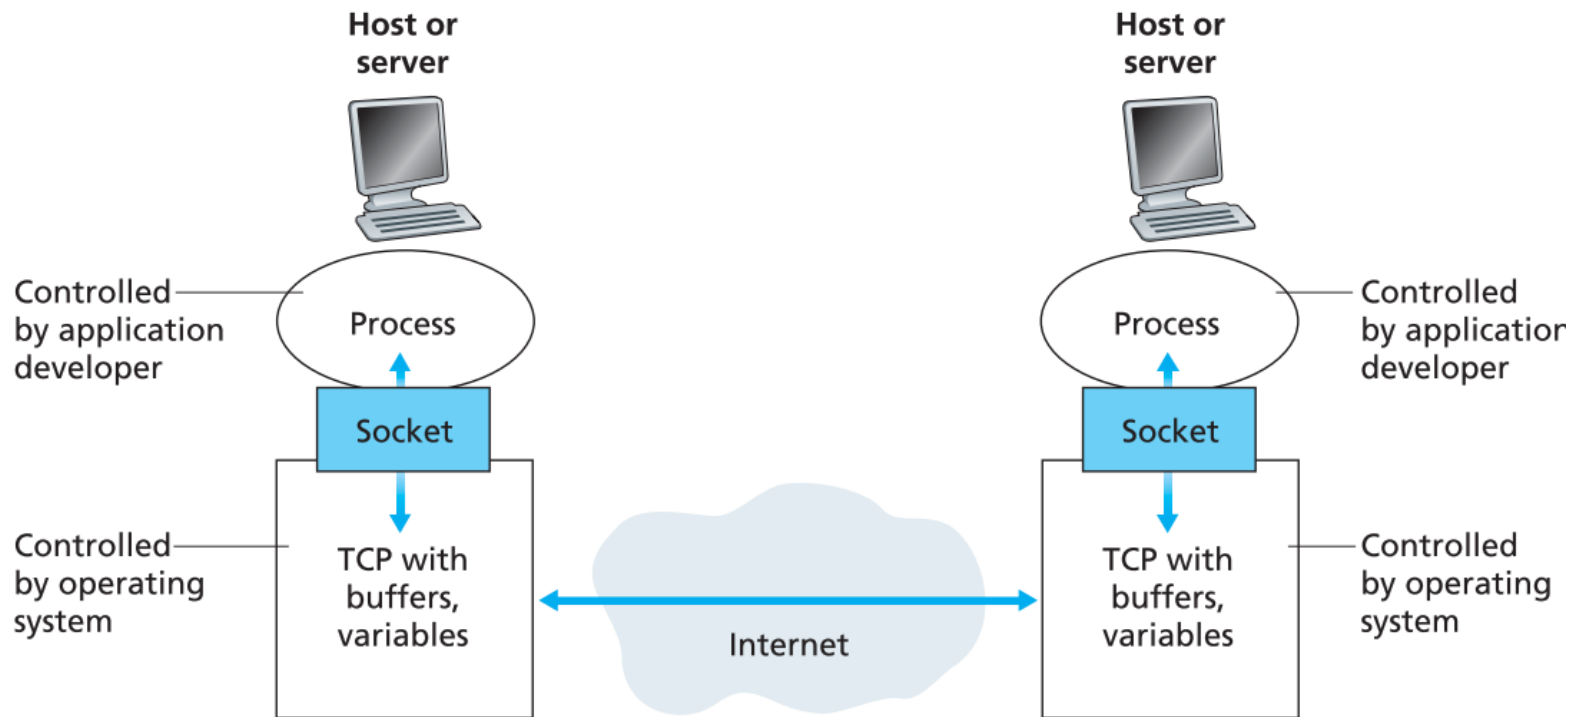 Host or
server
Host or
server
Controlled
by application
developer
Process
Process
Controlled
by application
developer
Socket
Socket
Controlled
by operating
system
TCP with
buffers,
variables
Internet
TCP with
buffers,
variables
Controlled
by operating
system